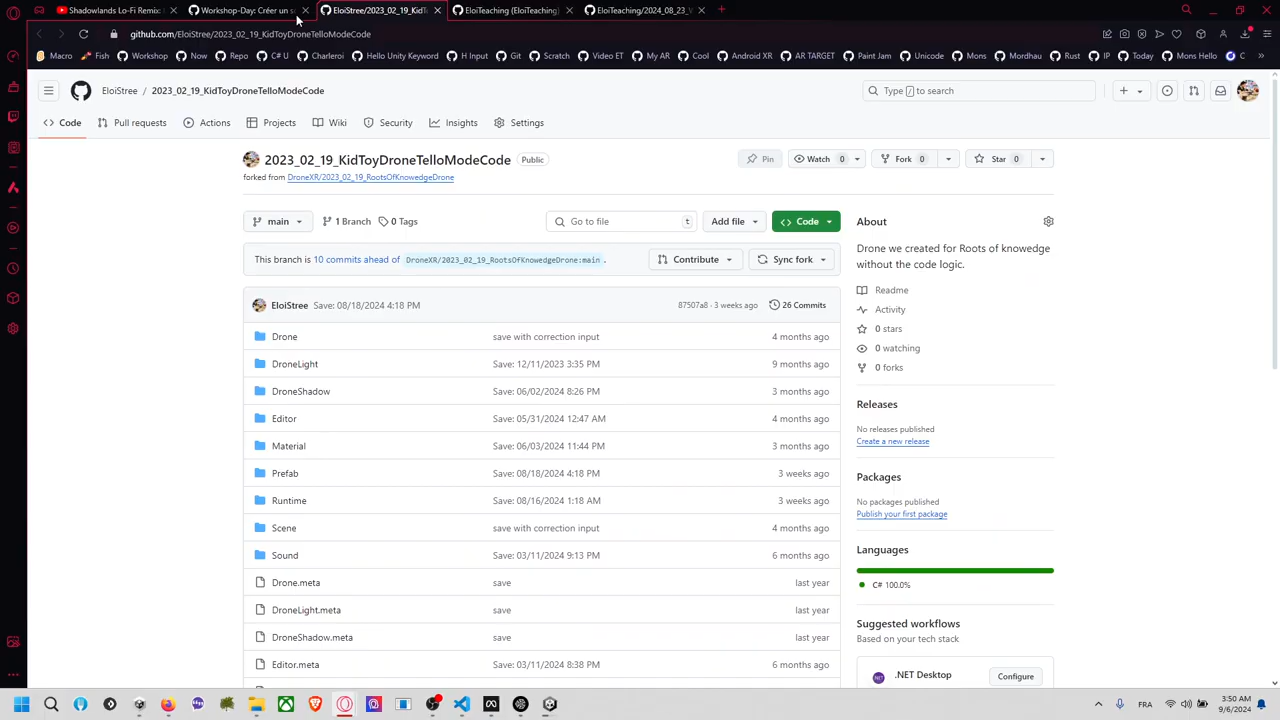 Shadowlands Lo-Fi Remix:
Workshop-Day: Créer un s
EloiStree/2023_02_19_KidTo
EloiTeaching (EloiTeaching)
EloiTeaching/2024_08_23_V
github.com/EloiStree/2023_02_19_KidToyDroneTelloModeCode
Macro
Fish
Workshop
Now
Repo
C# U
Charleroi
Hello Unity Keyword
H Input
Git
Scratch
Video ET
My AR
Cool
Android XR
AR TARGET
Paint Jam
Unicode
Mons
Mordhau
Rust
IP
Today
Mons Hello
C
EloiStree / 2023_02_19_KidToyDroneTelloModeCode
Type / to search
Code
Pull requests
Actions
Projects
Wiki
Security
Insights
Settings
2023_02_19_KidToyDroneTelloModeCode Public
Pin
Watch 0
Fork 0
Star 0
forked from DroneXR/2023_02_19_RootsOfKnowedgeDrone
main
1 Branch
0 Tags
Go to file t
Add file
Code
About
This branch is 10 commits ahead of DroneXR/2023_02_19_RootsOfKnowedgeDrone:main .
Contribute
Sync fork
Drone we created for Roots of knowedge
without the code logic.
Readme
Activity
0 stars
0 watching
0 forks
EloiStree Save: 08/18/2024 4:18 PM 87507a8 · 3 weeks ago 26 Commits
Drone save with correction input 4 months ago
DroneLight Save: 12/11/2023 3:35 PM 9 months ago
DroneShadow Save: 06/02/2024 8:26 PM 3 months ago
Editor Save: 05/31/2024 12:47 AM 4 months ago
Material Save: 06/03/2024 11:44 PM 3 months ago
Prefab Save: 08/18/2024 4:18 PM 3 weeks ago
Runtime Save: 08/16/2024 1:18 AM 3 weeks ago
Scene save with correction input 4 months ago
Sound Save: 03/11/2024 9:13 PM 6 months ago
Drone.meta save last year
DroneLight.meta save last year
DroneShadow.meta save last year
Editor.meta Save: 03/11/2024 8:38 PM 6 months ago
Releases
No releases published
Create a new release
Packages
No packages published
Publish your first package
Languages
C# 100.0%
Suggested workflows
Based on your tech stack
.NET Desktop
Configure
FRA
3:50 AM
9/6/2024